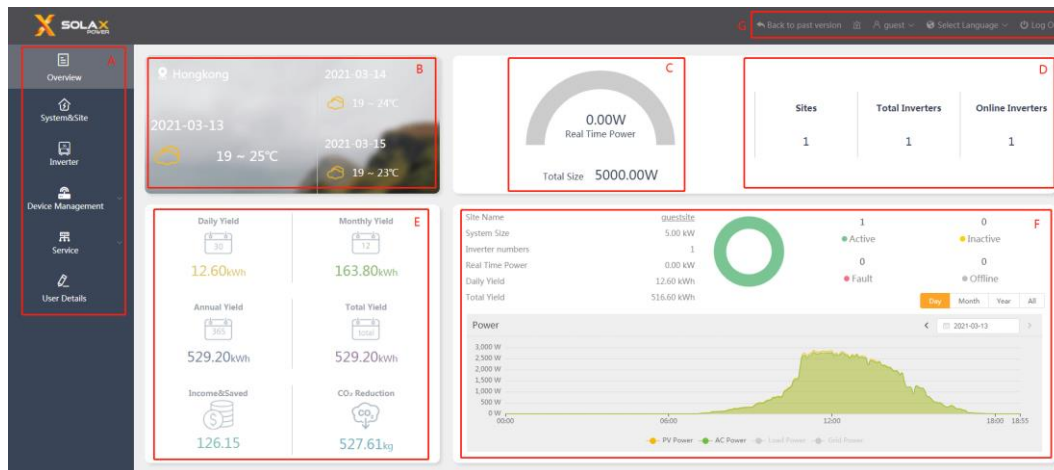 SOLAX
POWER
G
Back to past version guest Select Language Log
A
Overview
System&Site
Inverter
Device Management
Service
User Details
B
Hongkong
2021-03-13
19 ~ 25℃
2021-03-14
19 ~ 24℃
2021-03-15
19 ~ 23℃
C
0.00W
Real Time Power
Total Size 5000.00W
D
Sites Total Inverters Online Inverters
1 1 1
E
Daily Yield Monthly Yield
30 12
12.60kWh 163.80kWh
Annual Yield Total Yield
365 total
529.20kWh 529.20kWh
Income&Saved CO₂ Reduction
$ CO₂
126.15 527.61kg
F
Site Name guestsite
System Size 5.00 kW
Inverter numbers 1
Real Time Power 0.00 kW
Daily Yield 12.60 kWh
Total Yield 516.60 kWh
1 0
Active Inactive
0 0
Fault Offline
Day Month Year All
Power 2021-03-13
3,000 W
2,500 W
2,000 W
1,500 W
1,000 W
500 W
0 W
00:00 06:00 12:00 18:00 18:55
PV Power AC Power Load Power Grid Power